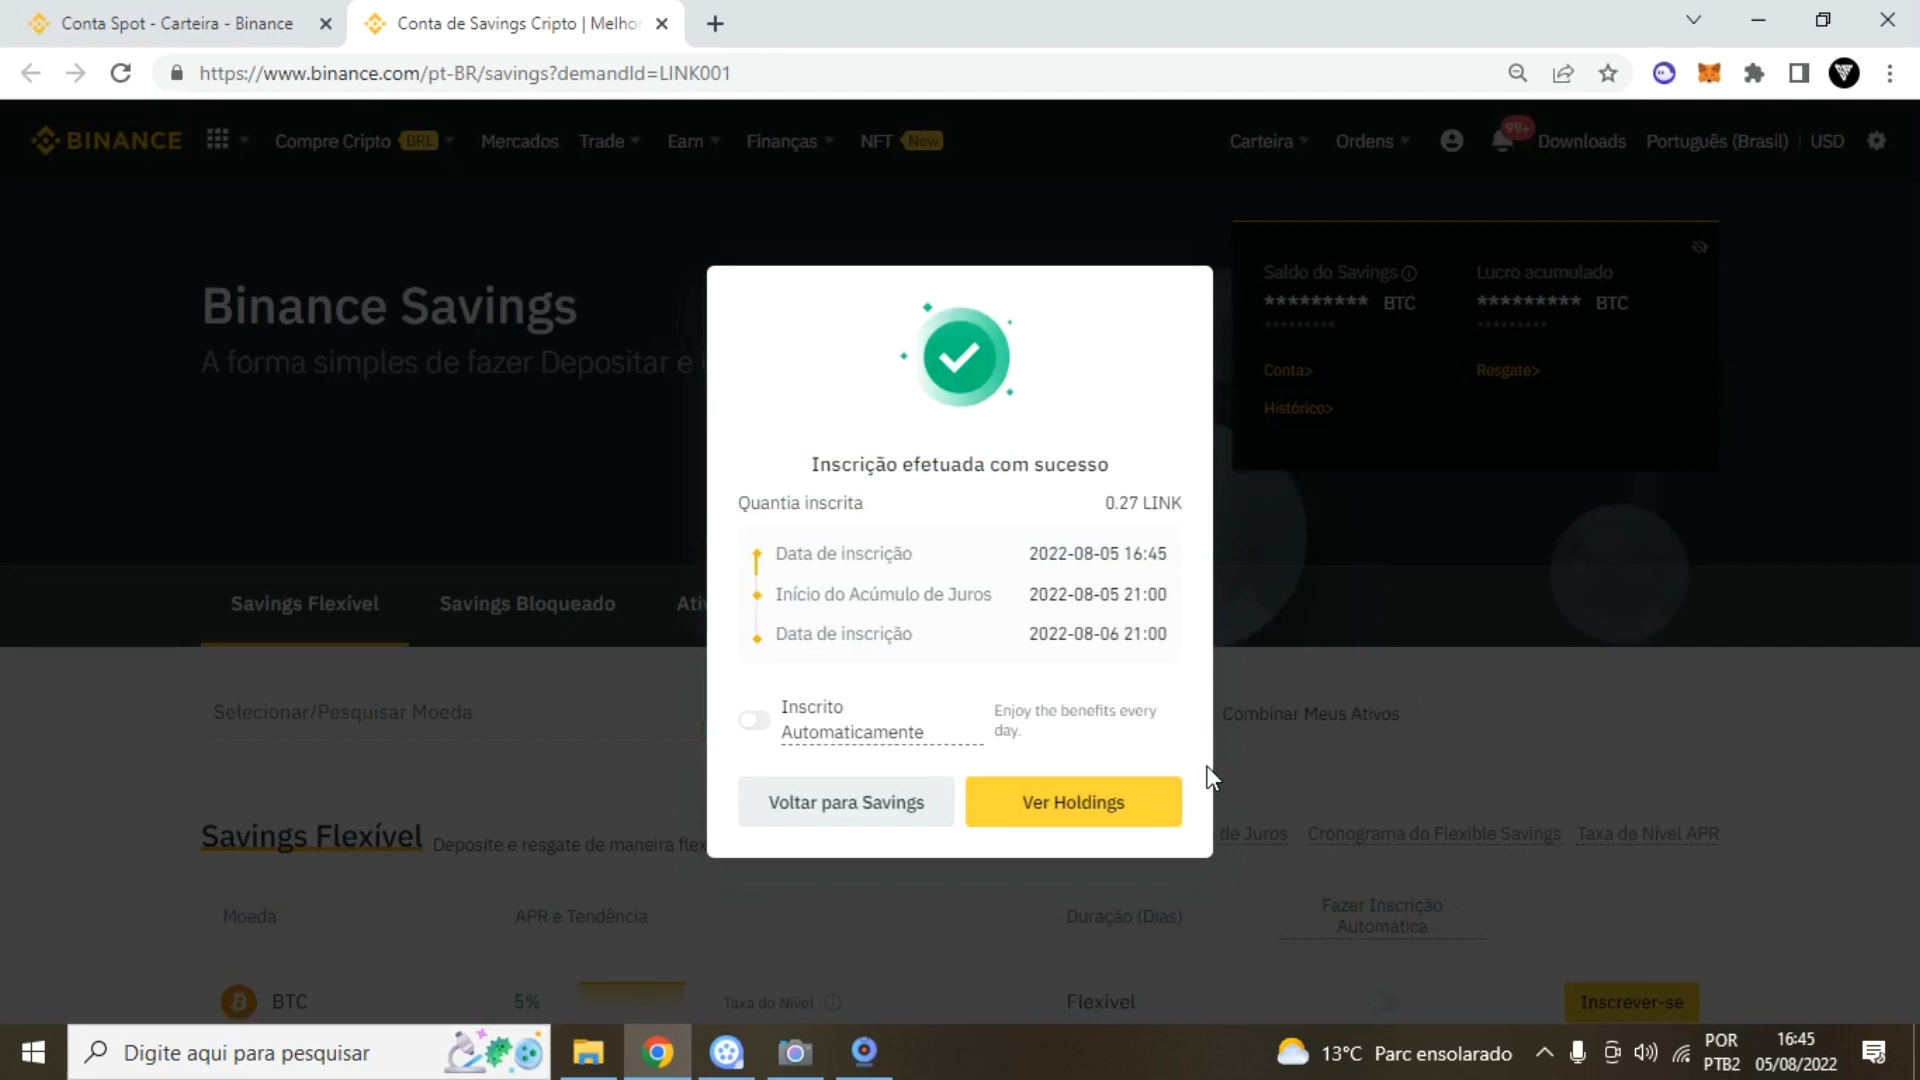 Conta Spot - Carteira - Binance
Conta de Savings Cripto | Melho
https://www.binance.com/pt-BR/savings?demandId=LINK001
BINANCE Compre Cripto BRL Mercados Trade Earn Finanças NFT New Carteira Ordens 99+ Downloads Português (Brasil) USD
Binance Savings
A forma simples de fazer Depositar e
Saldo do Savings Lucro acumulado
********* BTC ********* BTC
********* *********
Conta> Resgate>
Histórico>
Inscrição efetuada com sucesso
Quantia inscrita 0.27 LINK
Data de inscrição 2022-08-05 16:45
Início do Acúmulo de Juros 2022-08-05 21:00
Data de inscrição 2022-08-06 21:00
Inscrito
Automaticamente
Enjoy the benefits every
day.
Voltar para Savings Ver Holdings
Savings Flexível Savings Bloqueado
Selecionar/Pesquisar Moeda Combinar Meus Ativos
Savings Flexível Deposite e resgate de maneira fle de Juros Cronograma do Flexible Savings Taxa de Nível APR
Moeda APR e Tendência Duração (Dias) Fazer Inscrição
Automática
BTC 5% Taxa do Nível Flexível Inscrever-se
Digite aqui para pesquisar 13°C Parc ensolarado POR 16:45
PTB2 05/08/2022